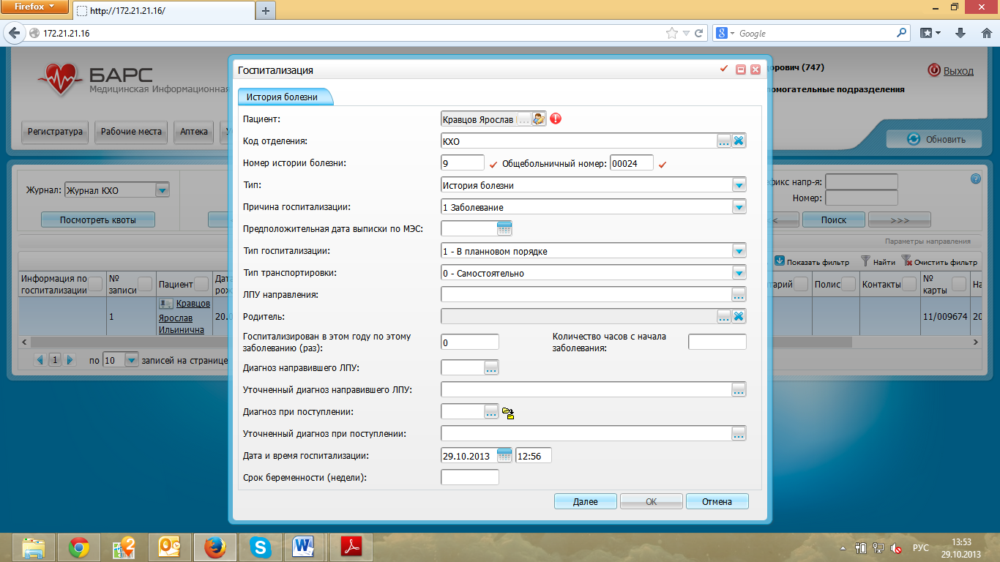 Firefox
http://172.21.21.16/
172.21.21.16
Google
БАРС
Медицинская Информационная
дорович (747)
помогательные подразделения
Выход
Регистратура
Рабочие места
Аптека
Обновить
Журнал:
Журнал КХО
Посмотреть квоты
фикс напр-я:
Номер:
<
Поиск
>>>
Параметры направления
Показать фильтр
Найти
Очистить фильтр
Информация по госпитализации
№ записи
Пациент
Дата
рож
тарий
Полис
Контакты
№ карты
На
1
Кравцов
Ярослав
Ильинична
20.0
11/009674
20
1
по
10
записей на странице
Госпитализация
История болезни
Пациент:
Кравцов Ярослав
...
Код отделения:
КХО
...
Номер истории болезни:
9
Общебольничный номер:
00024
Тип:
История болезни
Причина госпитализации:
1 Заболевание
Предположительная дата выписки по МЭС:
Тип госпитализации:
1 - В планновом порядке
Тип транспортировки:
0 - Самостоятельно
ЛПУ направления:
...
Родитель:
...
Госпитализирован в этом году по этому
заболеванию (раз):
0
Количество часов с начала
заболевания:
Диагноз направившего ЛПУ:
...
Уточненный диагноз направившего ЛПУ:
...
Диагноз при поступлении:
...
Уточненный диагноз при поступлении:
...
Дата и время госпитализации:
29.10.2013
12:56
Срок беременности (недели):
Далее
ОК
Отмена
РУС
13:53
29.10.2013